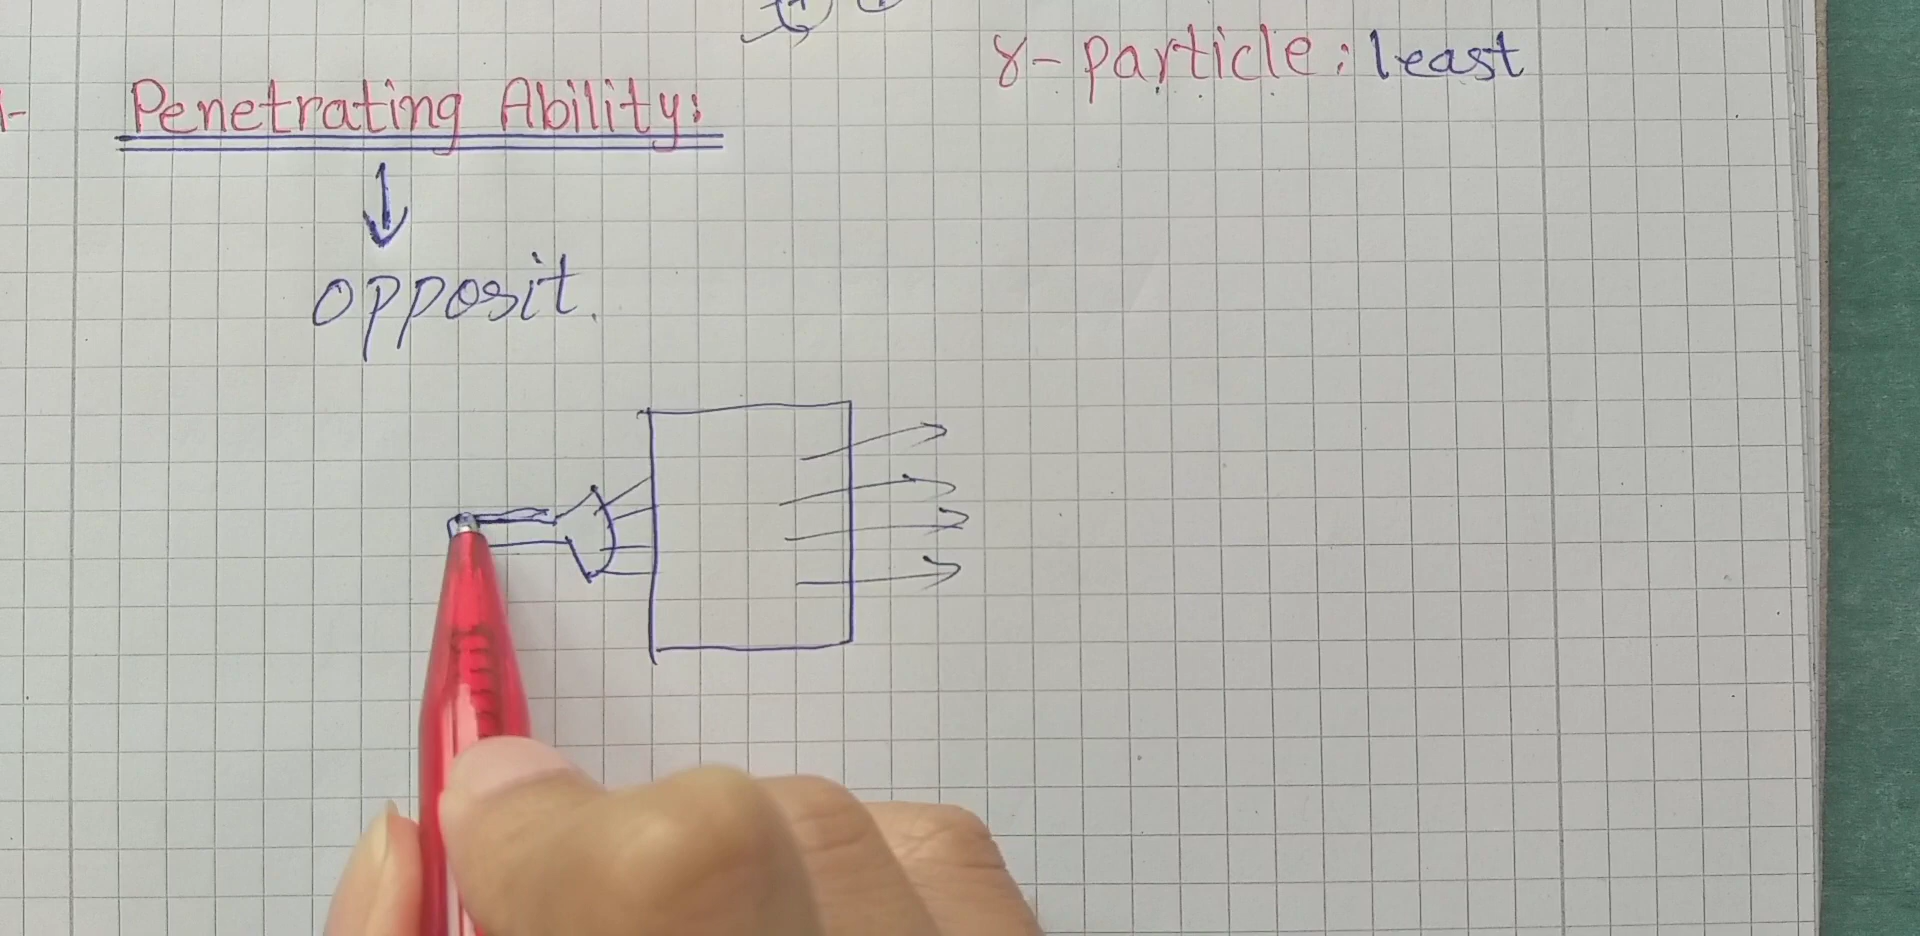 γ- particle: least
Penetrating Ability:
opposit.